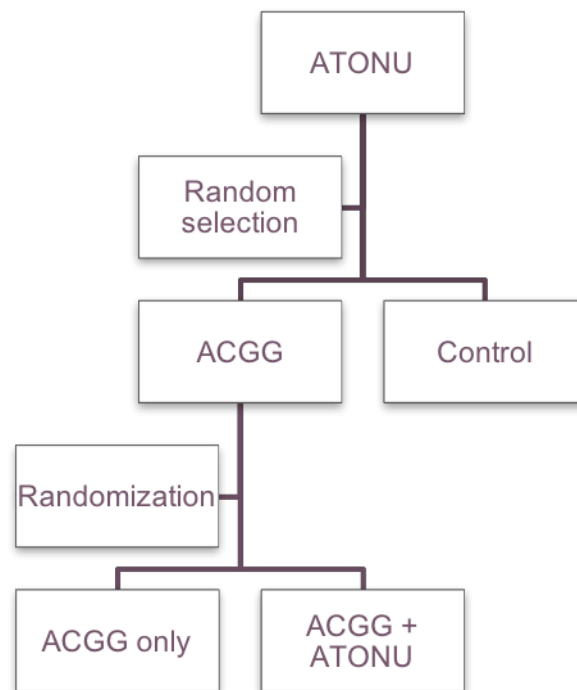 ATONU
Random
selection
ACGG
Control
Randomization
ACGG only
ACGG +
ATONU